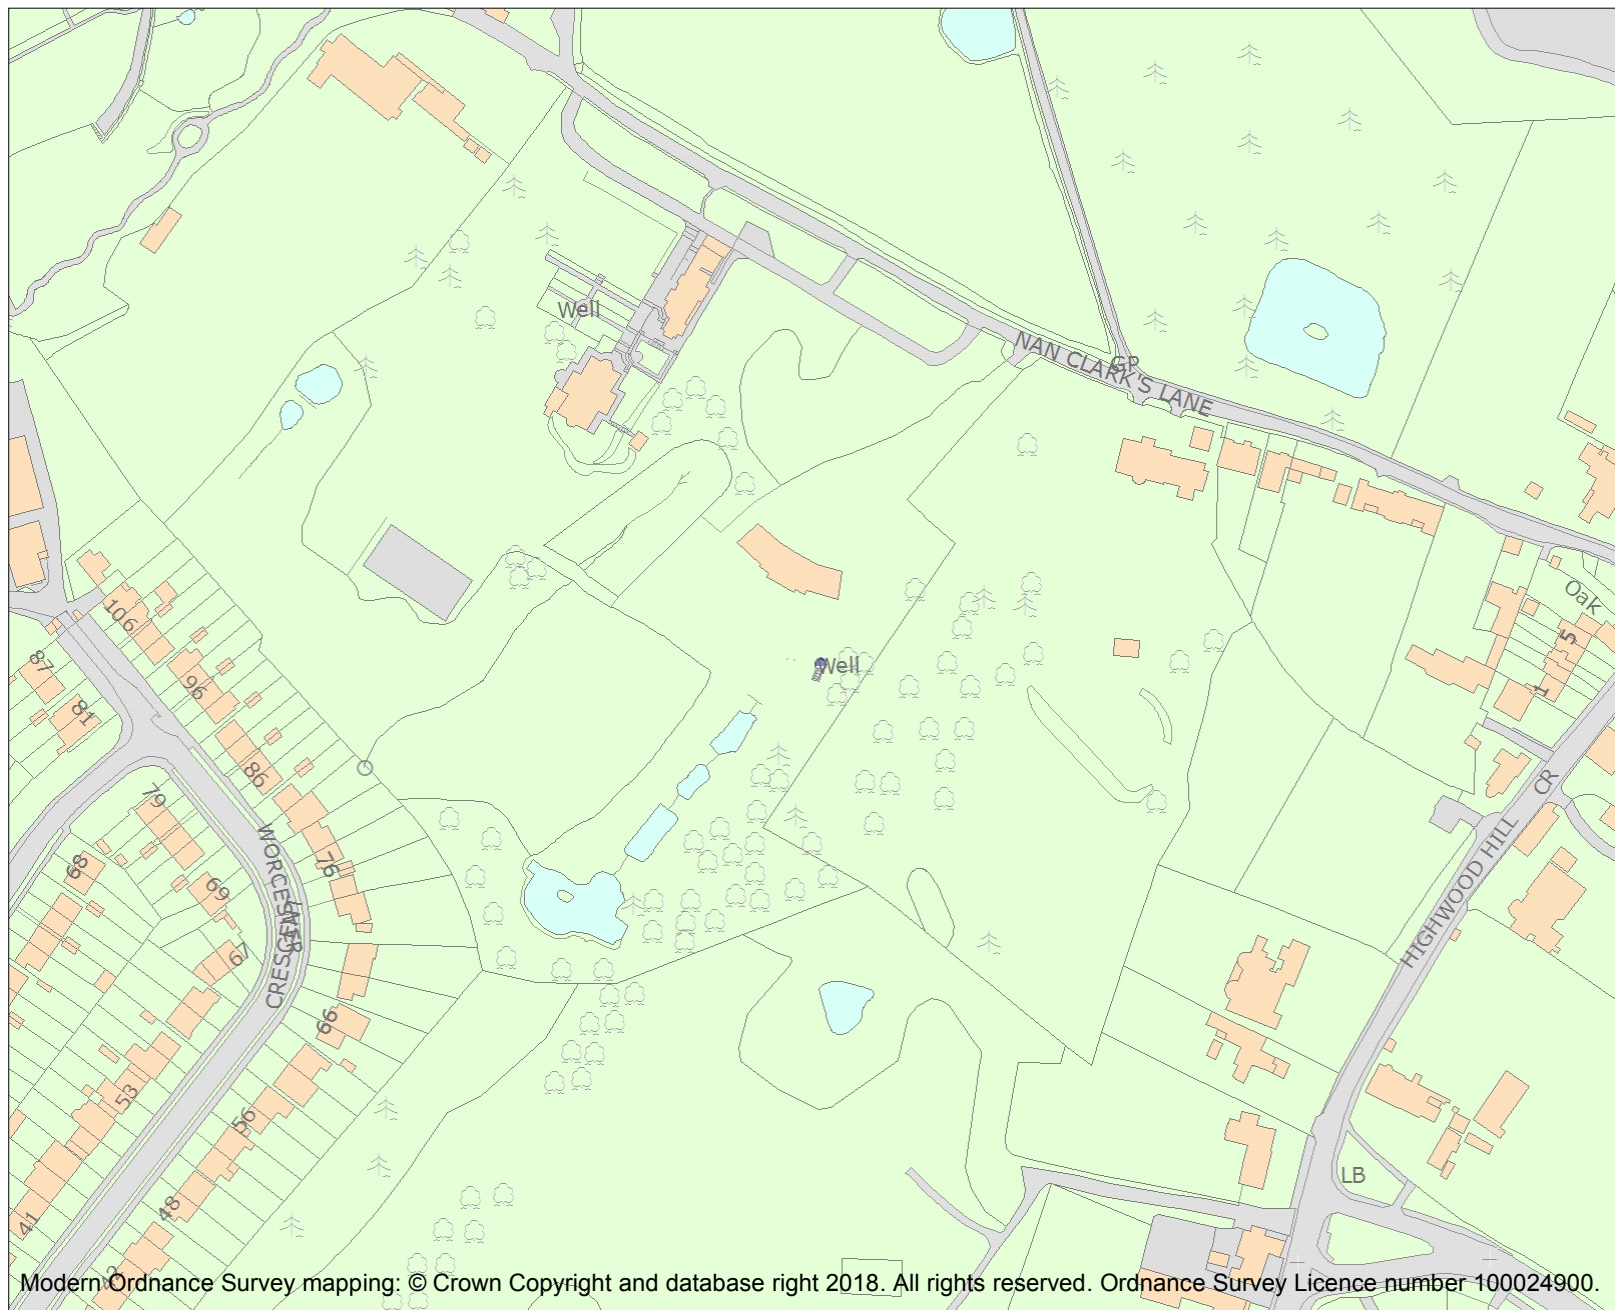 Well
NAN CLARK'S LANE
GP
106
87
96
81
86
79
76
68
69
67
66
53
56
48
41
WORCESTER
CRESCENT
Well
Oak
5
1
HIGHWOOD HILL
CR
LB
Modern Ordnance Survey mapping: © Crown Copyright and database right 2018. All rights reserved. Ordnance Survey Licence number 100024900.